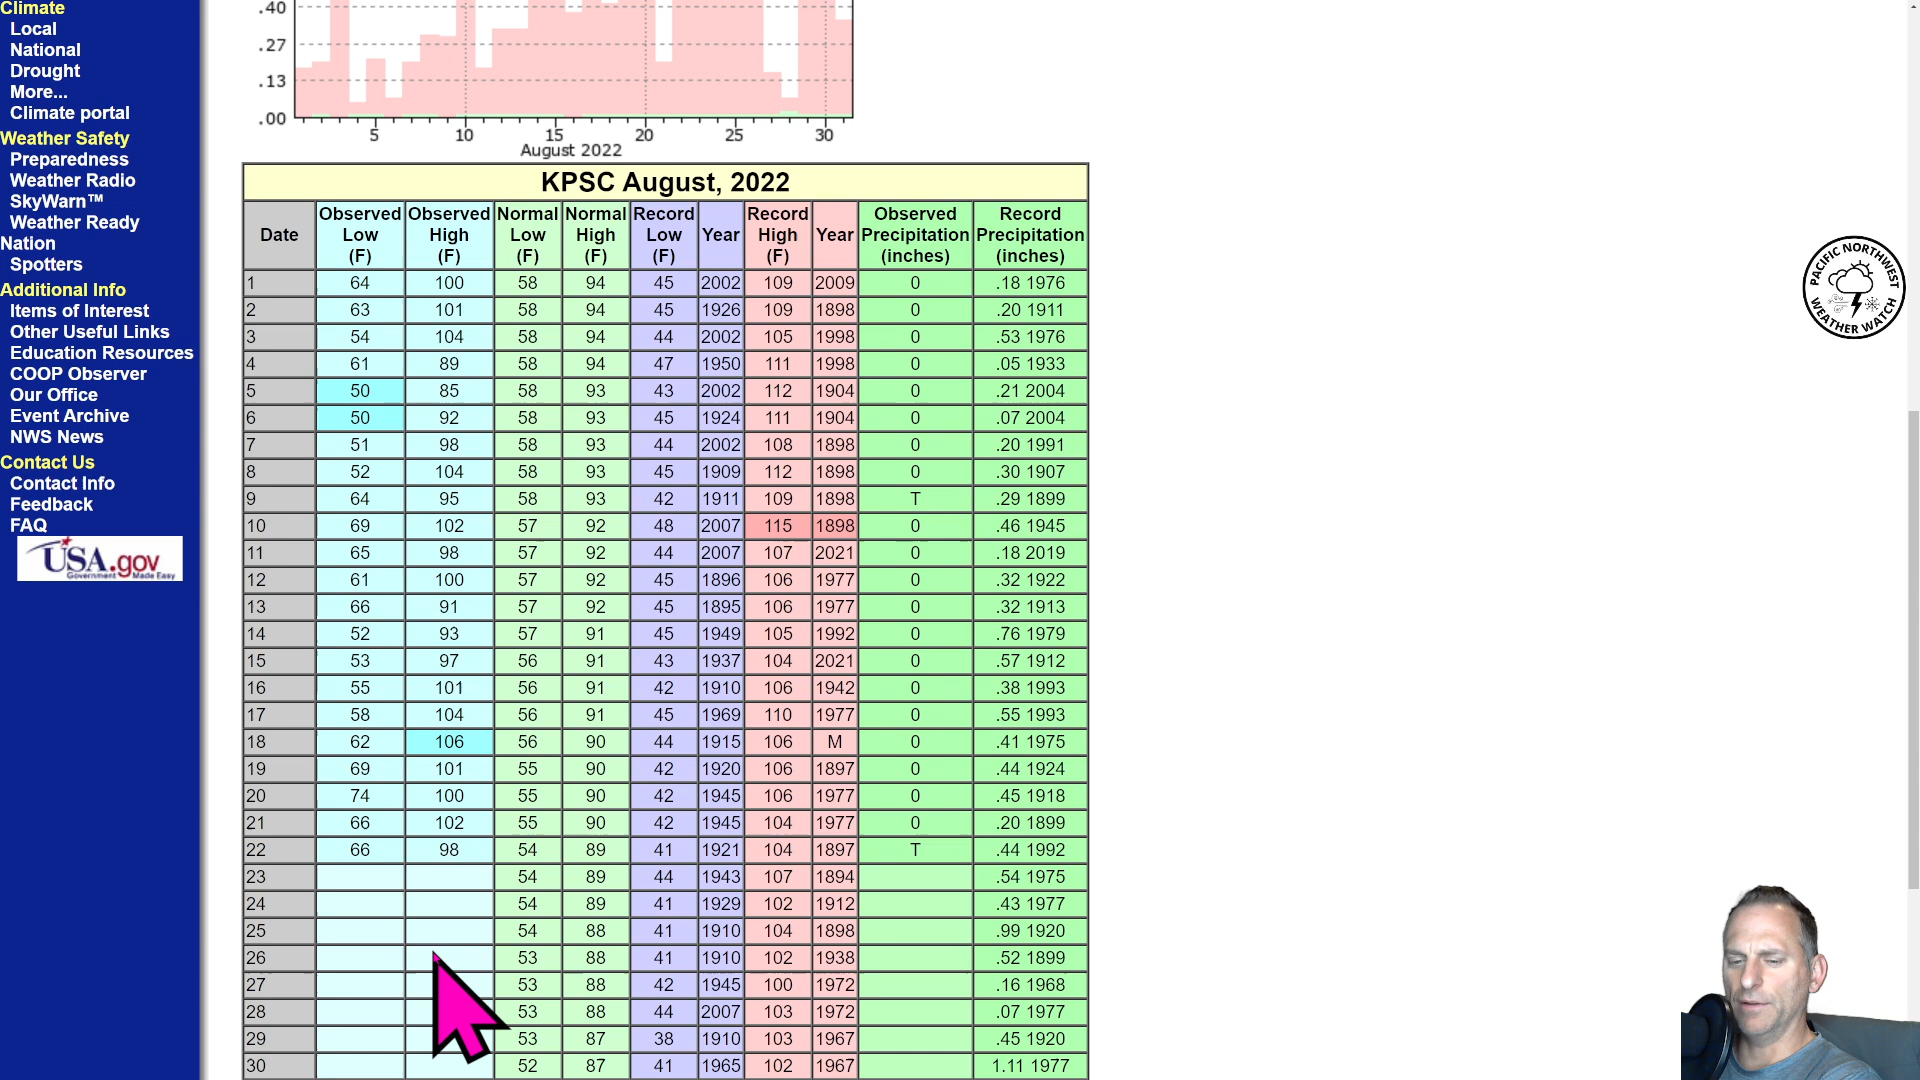 Climate
Local
National
Drought
More...
Climate portal
Weather Safety
Preparedness
Weather Radio
SkyWarn™
Weather Ready
Nation
Spotters
Additional Info
Items of Interest
Other Useful Links
Education Resources
COOP Observer
Our Office
Event Archive
NWS News
Contact Us
Contact Info
Feedback
FAQ
USA.gov
Government Made Easy
.40
.27
.13
.00
5 10 15 20 25 30
August 2022
KPSC August, 2022
Date Observed Low (F) Observed High (F) Normal Low (F) Normal High (F) Record Low (F) Year Record High (F) Year Observed Precipitation (inches) Record Precipitation (inches)
1 64 100 58 94 45 2002 109 2009 0 .18 1976
2 63 101 58 94 45 1926 109 1898 0 .20 1911
3 54 104 58 94 44 2002 105 1998 0 .53 1976
4 61 89 58 94 47 1950 111 1998 0 .05 1933
5 50 85 58 93 43 2002 112 1904 0 .21 2004
6 50 92 58 93 45 1924 111 1904 0 .07 2004
7 51 98 58 93 44 2002 108 1898 0 .20 1991
8 52 104 58 93 45 1909 112 1898 0 .30 1907
9 64 95 58 93 42 1911 109 1898 T .29 1899
10 69 102 57 92 48 2007 115 1898 0 .46 1945
11 65 98 57 92 44 2007 107 2021 0 .18 2019
12 61 100 57 92 45 1896 106 1977 0 .32 1922
13 66 91 57 92 45 1895 106 1977 0 .32 1913
14 52 93 57 91 45 1949 105 1992 0 .76 1979
15 53 97 56 91 43 1937 104 2021 0 .57 1912
16 55 101 56 91 42 1910 106 1942 0 .38 1993
17 58 104 56 91 45 1969 110 1977 0 .55 1993
18 62 106 56 90 44 1915 106 M 0 .41 1975
19 69 101 55 90 42 1920 106 1897 0 .44 1924
20 74 100 55 90 42 1945 106 1977 0 .45 1918
21 66 102 55 90 42 1945 104 1977 0 .20 1899
22 66 98 54 89 41 1921 104 1897 T .44 1992
23 54 89 44 1943 107 1894 .54 1975
24 54 89 41 1929 102 1912 .43 1977
25 54 88 41 1910 104 1898 .99 1920
26 53 88 41 1910 102 1938 .52 1899
27 53 88 42 1945 100 1972 .16 1968
28 53 88 44 2007 103 1972 .07 1977
29 53 87 38 1910 103 1967 .45 1920
30 52 87 41 1965 102 1967 1.11 1977
PACIFIC NORTHWEST
WEATHER WATCH